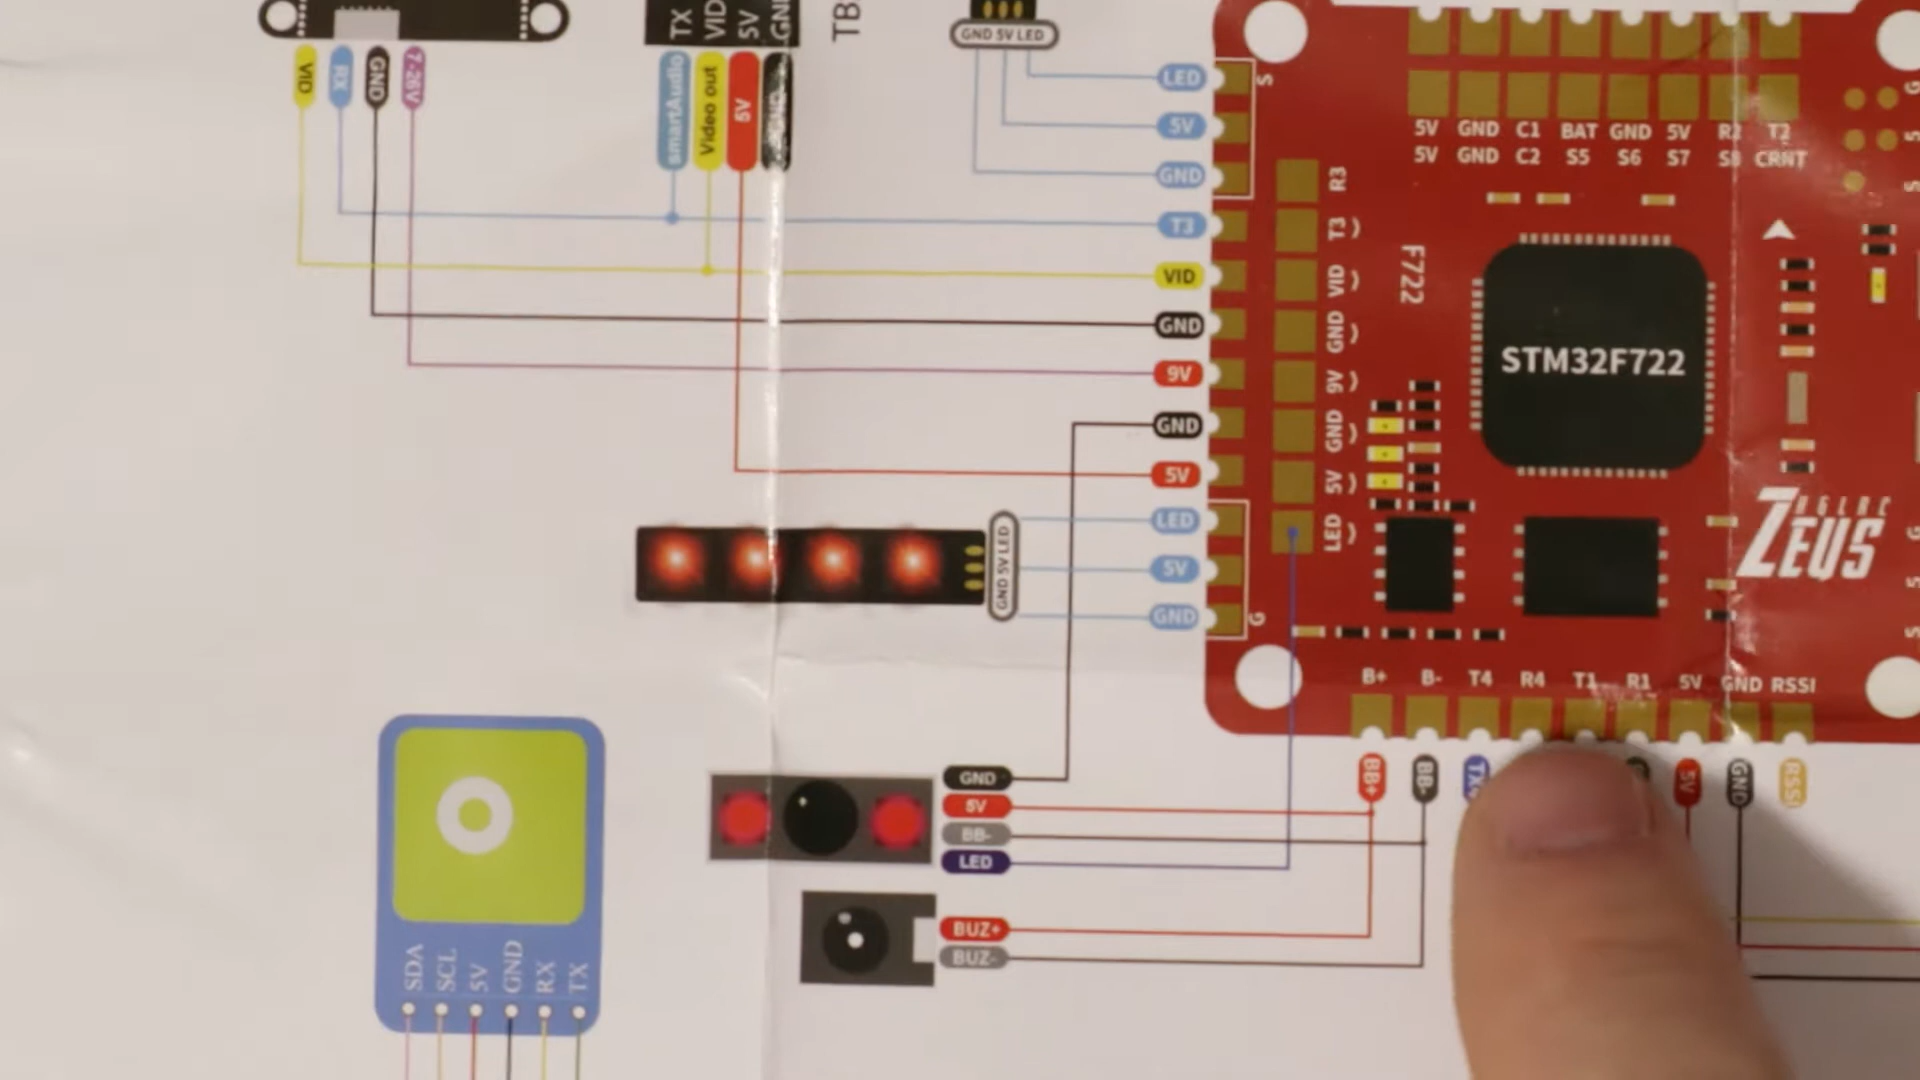 TX
VID
5V
GND
TB
GND 5V LED
VID
RX
GND
7-26V
smartAudio
Video out
5V
GND
LED
5V
GND
T3
VID
GND
9V
GND
5V
LED
5V
GND
S
R3
T3
VID
GND
9V
GND
5V
LED
G
5V GND C1 BAT GND 5V R2 T2
5V GND C2 S5 S6 S7 S8 CRNT
F722
STM32F722
HGLRC
ZEUS
GND 5V LED
B+ B- T4 R4 T1 R1 5V GND RSSI
BB+
BB-
5V
GND
RSSI
GND
5V
BB-
LED
BUZ+
BUZ-
SDA
SCL
5V
GND
RX
TX
G
S
G
S